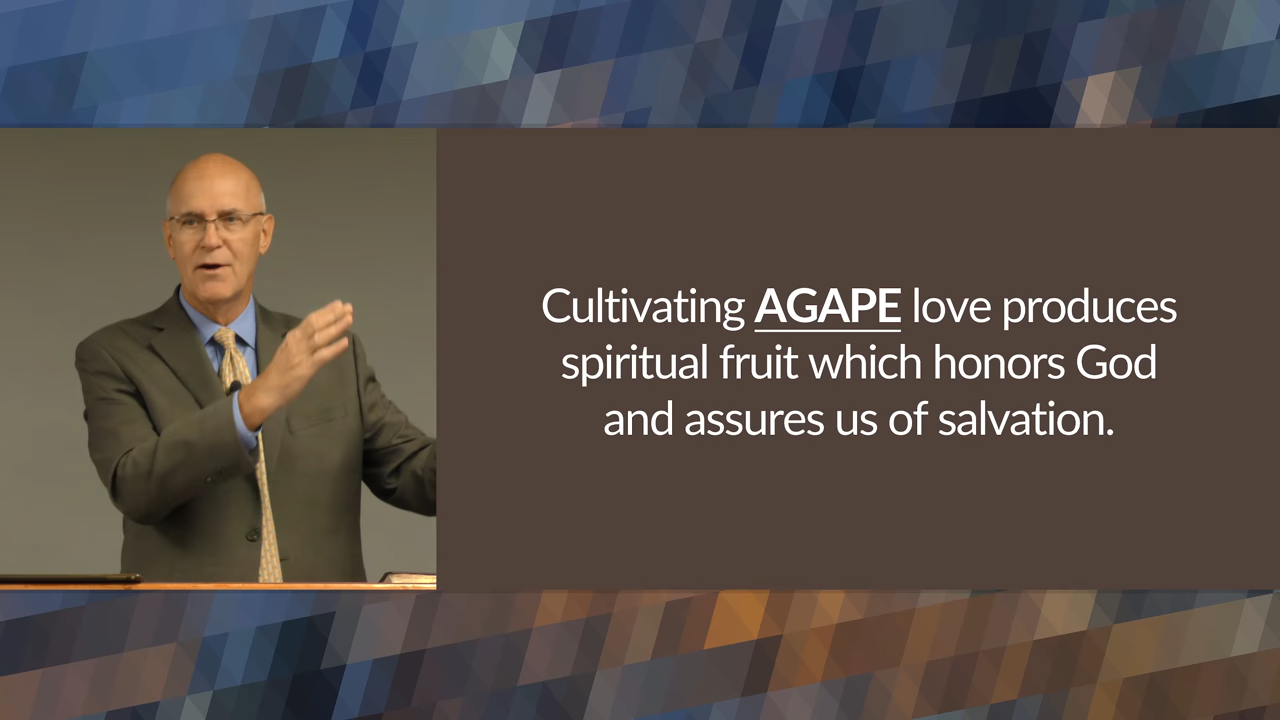 Cultivating AGAPE love produces
spiritual fruit which honors God
and assures us of salvation.